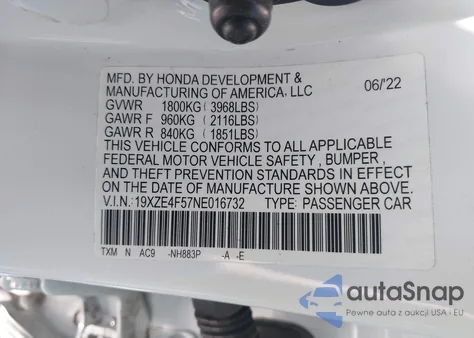 MFD. BY HONDA DEVELOPMENT &
MANUFACTURING OF AMERICA, LLC 06/'22
GVWR 1800KG ( 3968LBS)
GAWR F 960KG ( 2116LBS)
GAWR R 840KG ( 1851LBS)
THIS VEHICLE CONFORMS TO ALL APPLICABLE
FEDERAL MOTOR VEHICLE SAFETY , BUMPER ,
AND THEFT PREVENTION STANDARDS IN EFFECT
ON THE DATE OF MANUFACTURE SHOWN ABOVE.
V.I.N.: 19XZE4F57NE016732 TYPE: PASSENGER CAR
TXM N AC9 -NH883P -A -E
autoSnap
Pewne auta z aukcji USA - EU